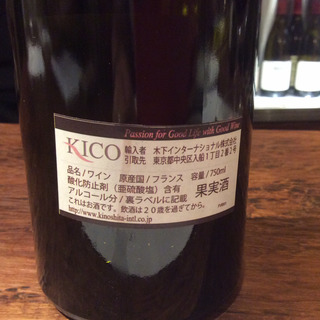 Passion for Good Life with Good Wine
KICO
輸入者 木下インターナショナル株式会社
引取先 東京都中央区入船1丁目2番2号
品名/ワイン 原産国/フランス 容量/750ml
酸化防止剤(亜硫酸塩)含有 果実酒
アルコール分/裏ラベルに記載
これはお酒です。飲酒は20歳を過ぎてから。
http://www.kinoshita-intl.co.jp